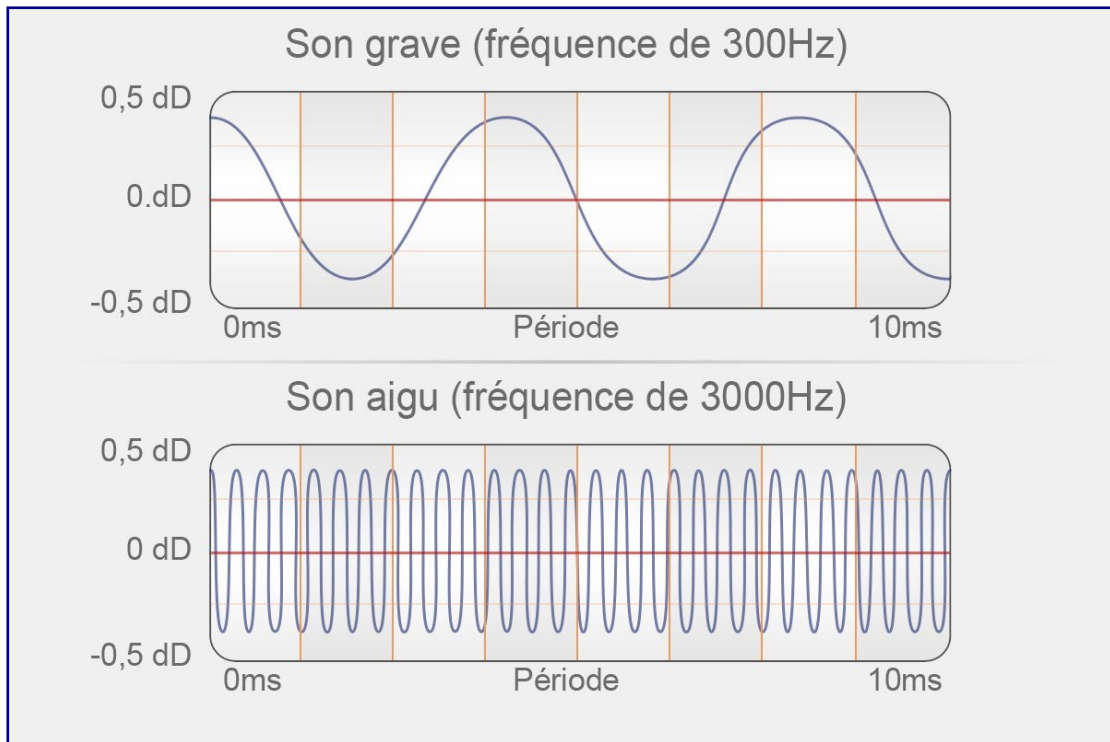 Son grave (fréquence de 300Hz)
0,5 dD
0.dD
-0,5 dD
0ms Période 10ms
Son aigu (fréquence de 3000Hz)
0,5 dD
0 dD
-0,5 dD
0ms Période 10ms